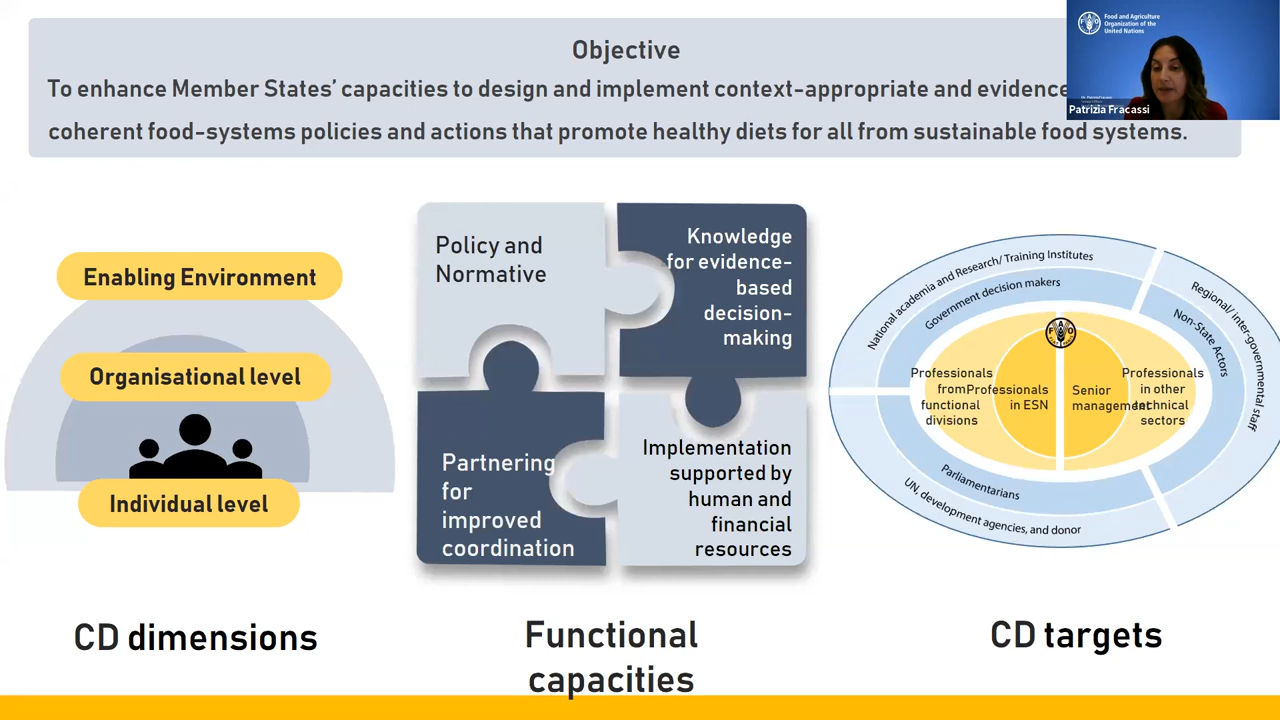 Objective
To enhance Member States' capacities to design and implement context-appropriate and evidence
coherent food-systems policies and actions that promote healthy diets for all from sustainable food systems.
Food and Agriculture
Organization of the
United Nations
Patrizia Fracassi
Enabling Environment
Organisational level
Individual level
CD dimensions
Policy and
Normative
Knowledge
for evidence-
based
decision-
making
Partnering
for
improved
coordination
Implementation
supported by
human and
financial
resources
Functional
capacities
National academia and Research/ Training Institutes
Government decision makers
Regional/ inter-governmental staff
Non-State Actors
Professionals
from
functional
divisions
Professionals
in ESN
Senior
management
Professionals
in other
technical
sectors
Parliamentarians
UN, development agencies, and donor
CD targets